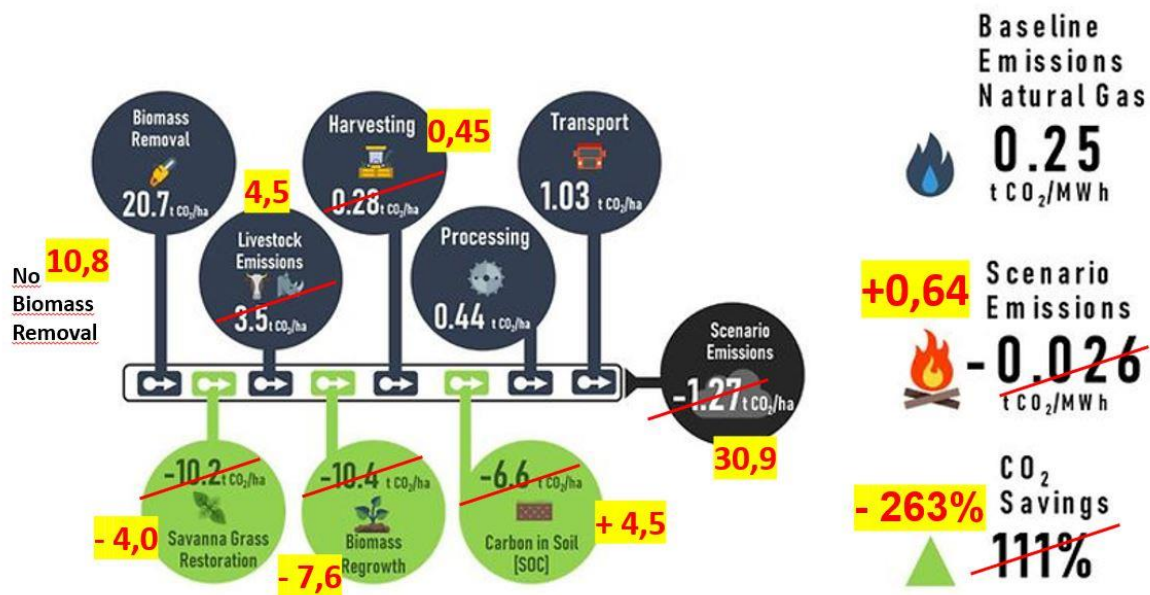 Biomass
Removal
20.7 t CO₂/ha
4,5
Livestock
Emissions
3.5 t CO₂/ha
Harvesting
0,45
0.28 t CO₂/ha
Processing
0.44 t CO₂/ha
Transport
1.03 t CO₂/ha
No 10,8
Biomass
Removal
Scenario
Emissions
-1.27 t CO₂/ha
30,9
-10.2 t CO₂/ha
Savanna Grass
Restoration
- 4,0
-10.4 t CO₂/ha
Biomass
Regrowth
- 7,6
-6.6 t CO₂/ha
Carbon in Soil
[SOC]
+ 4,5
Baseline
Emissions
Natural Gas
0.25
t CO₂/MWh
+0,64
Scenario
Emissions
-0.026
t CO₂/MWh
CO₂
Savings
- 263%
111%